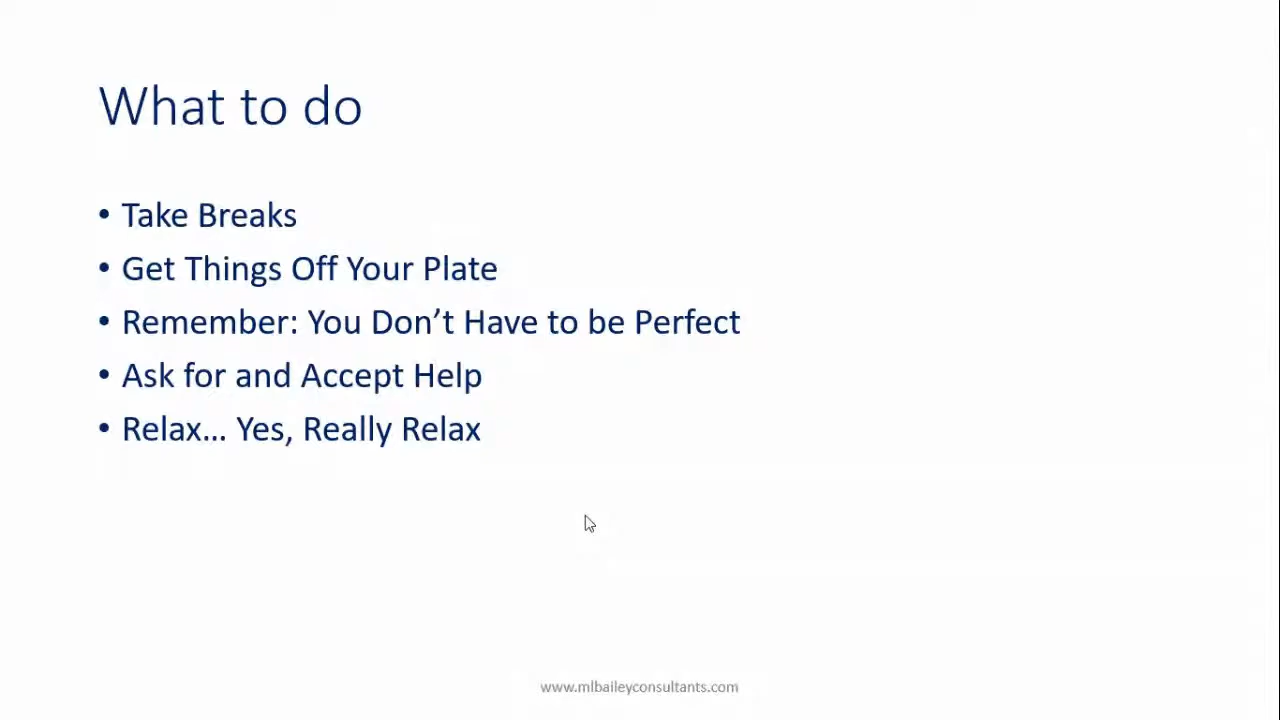 What to do
• Take Breaks
• Get Things Off Your Plate
• Remember: You Don’t Have to be Perfect
• Ask for and Accept Help
• Relax… Yes, Really Relax
www.mlbaileyconsultants.com